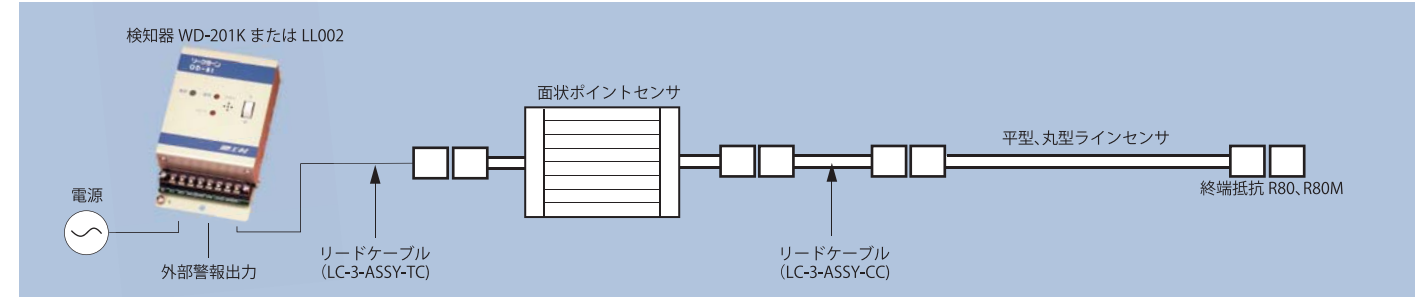 検知器 WD-201K または LL002
面状ポイントセンサ
平型、丸型ラインセンサ
終端抵抗 R80、R80M
電源
外部警報出力
リードケーブル
(LC-3-ASSY-TC)
リードケーブル
(LC-3-ASSY-CC)